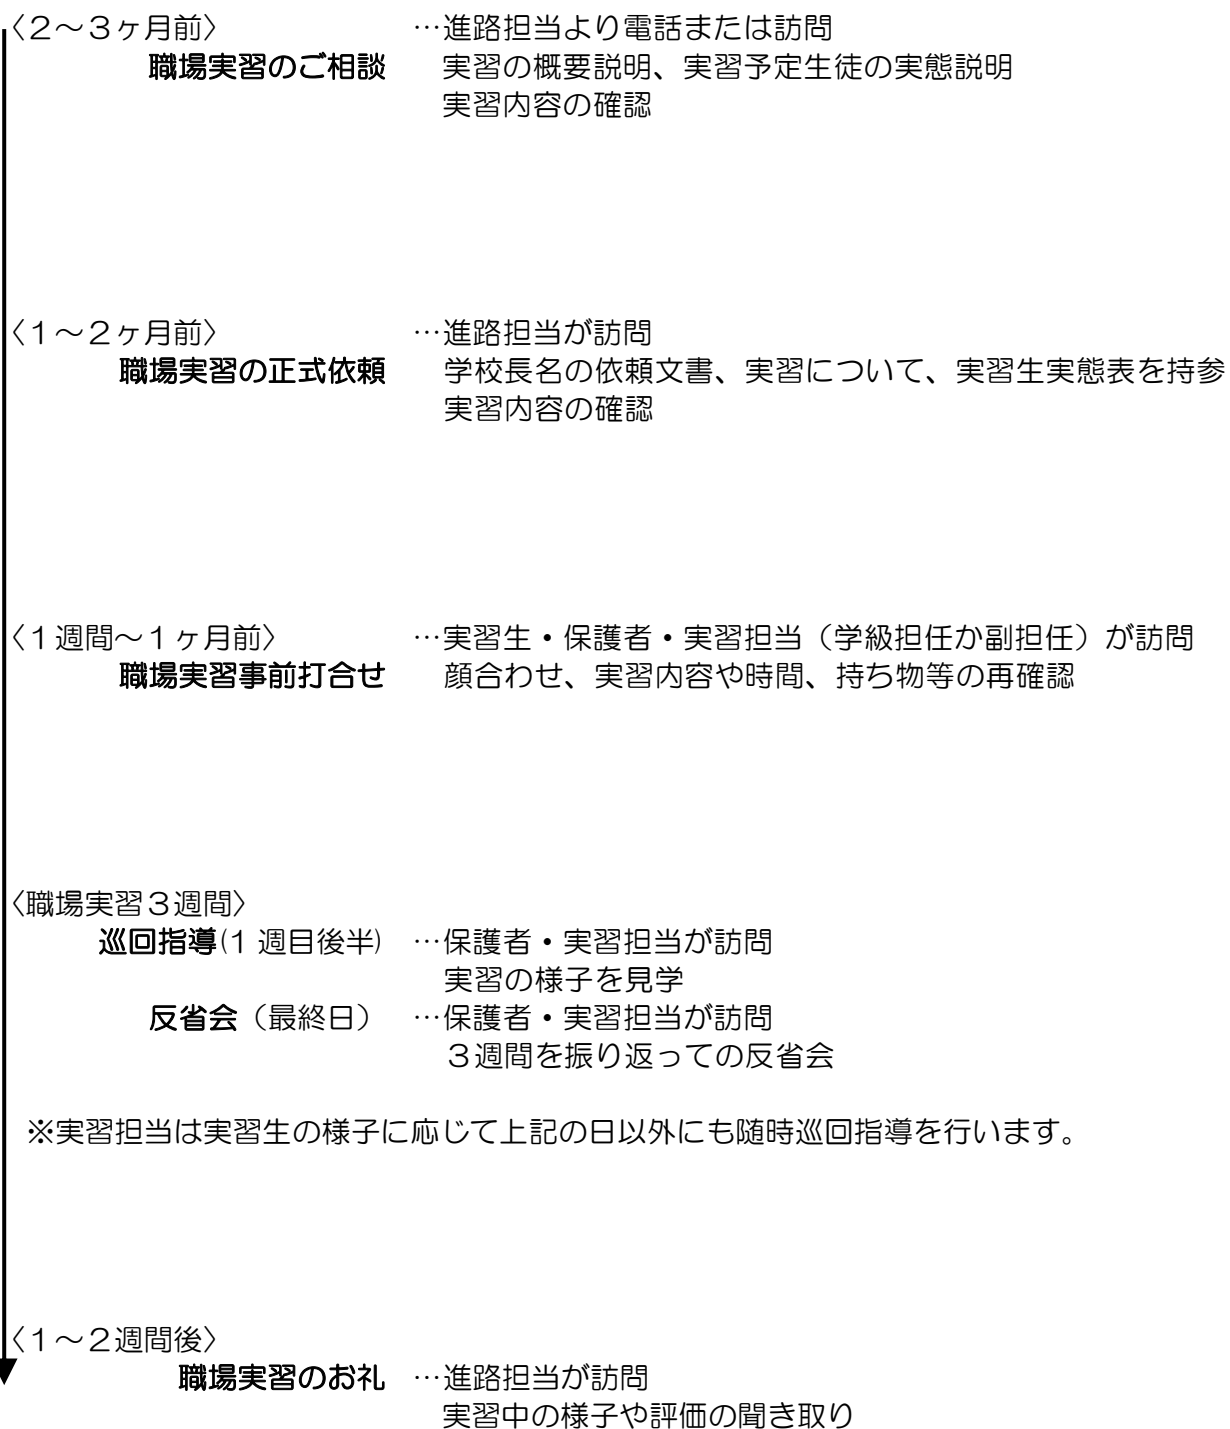 〈２～３ヶ月前〉 …進路担当より電話または訪問
職場実習のご相談 実習の概要説明、実習予定生徒の実態説明
実習内容の確認
〈１～２ヶ月前〉 …進路担当が訪問
職場実習の正式依頼 学校長名の依頼文書、実習について、実習生実態表を持参
実習内容の確認
〈１週間～１ヶ月前〉 …実習生・保護者・実習担当（学級担任か副担任）が訪問
職場実習事前打合せ 顔合わせ、実習内容や時間、持ち物等の再確認
〈職場実習３週間〉
巡回指導(１週目後半) …保護者・実習担当が訪問
実習の様子を見学
反省会（最終日） …保護者・実習担当が訪問
３週間を振り返っての反省会
※実習担当は実習生の様子に応じて上記の日以外にも随時巡回指導を行います。
〈１～２週間後〉
職場実習のお礼 …進路担当が訪問
実習中の様子や評価の聞き取り